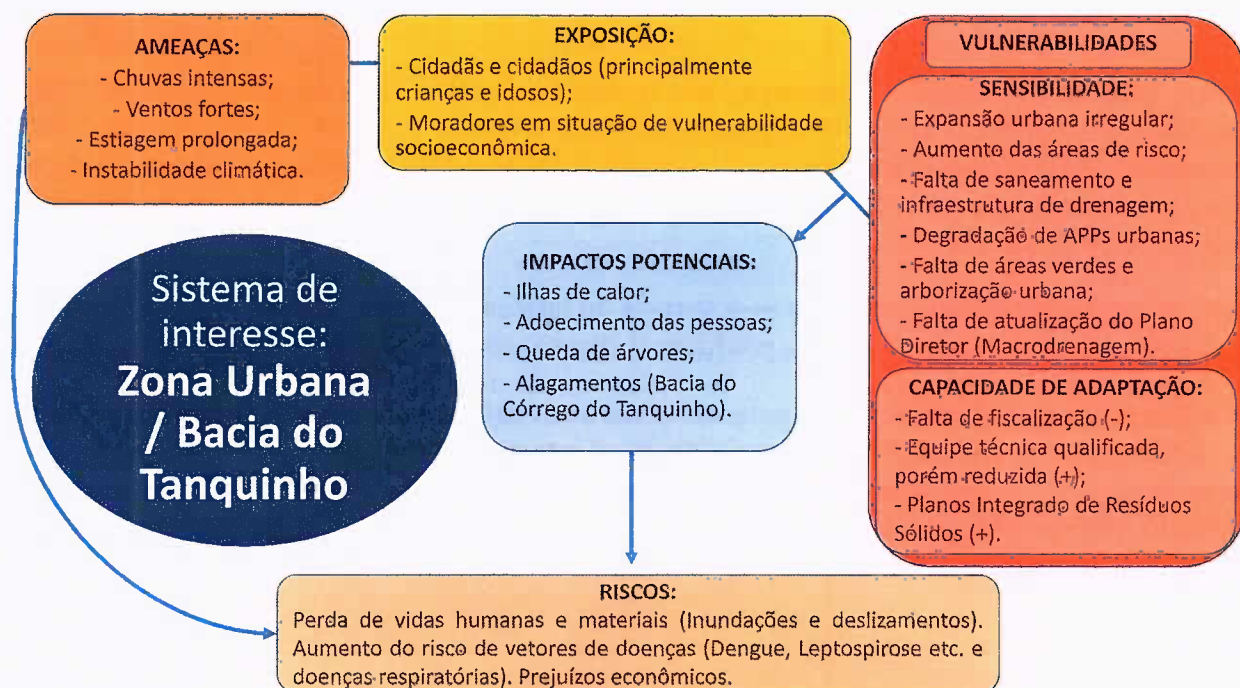 AMEAÇAS:
- Chuvas intensas;
- Ventos fortes;
- Estiagem prolongada;
- Instabilidade climática.
EXPOSIÇÃO:
- Cidadãs e cidadãos (principalmente
crianças e idosos);
- Moradores em situação de vulnerabilidade
socioeconômica.
VULNERABILIDADES
SENSIBILIDADE:
- Expansão urbana irregular;
- Aumento das áreas de risco;
- Falta de saneamento e
infraestrutura de drenagem;
- Degradação de APPs urbanas;
- Falta de áreas verdes e
arborização urbana;
- Falta de atualização do Plano
Diretor (Macrodrenagem).
CAPACIDADE DE ADAPTAÇÃO:
- Falta de fiscalização (-);
- Equipe técnica qualificada,
porém reduzida (+);
- Planos Integrado de Resíduos
Sólidos (+).
Sistema de
interesse:
Zona Urbana
/ Bacia do
Tanquinho
IMPACTOS POTENCIAIS:
- Ilhas de calor;
- Adoecimento das pessoas;
- Queda de árvores;
- Alagamentos (Bacia do
Córrego do Tanquinho).
RISCOS:
Perda de vidas humanas e materiais (Inundações e deslizamentos).
Aumento do risco de vetores de doenças (Dengue, Leptospirose etc. e
doenças respiratórias). Prejuízos econômicos.